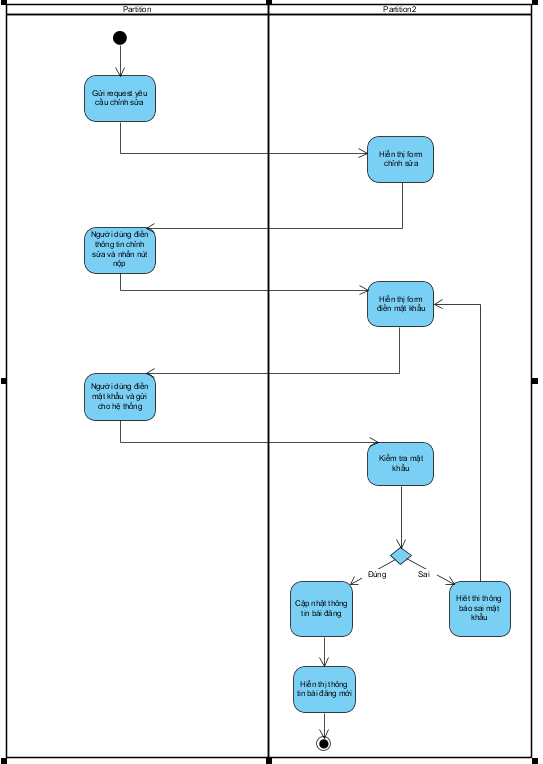 Partition
Partition2
Gửi request yêu
cầu chỉnh sửa
Hiển thị form
chỉnh sửa
Người dùng điền
thông tin chỉnh
sửa và nhấn nút
nộp
Hiển thị form
điền mật khẩu
Người dùng điền
mật khẩu và gửi
cho hệ thống
Kiểm tra mật
khẩu
Đúng
Sai
Cập nhật thông
tin bài đăng
Hiết thi thông
báo sai mật
khẩu
Hiển thị thông
tin bài đăng mới